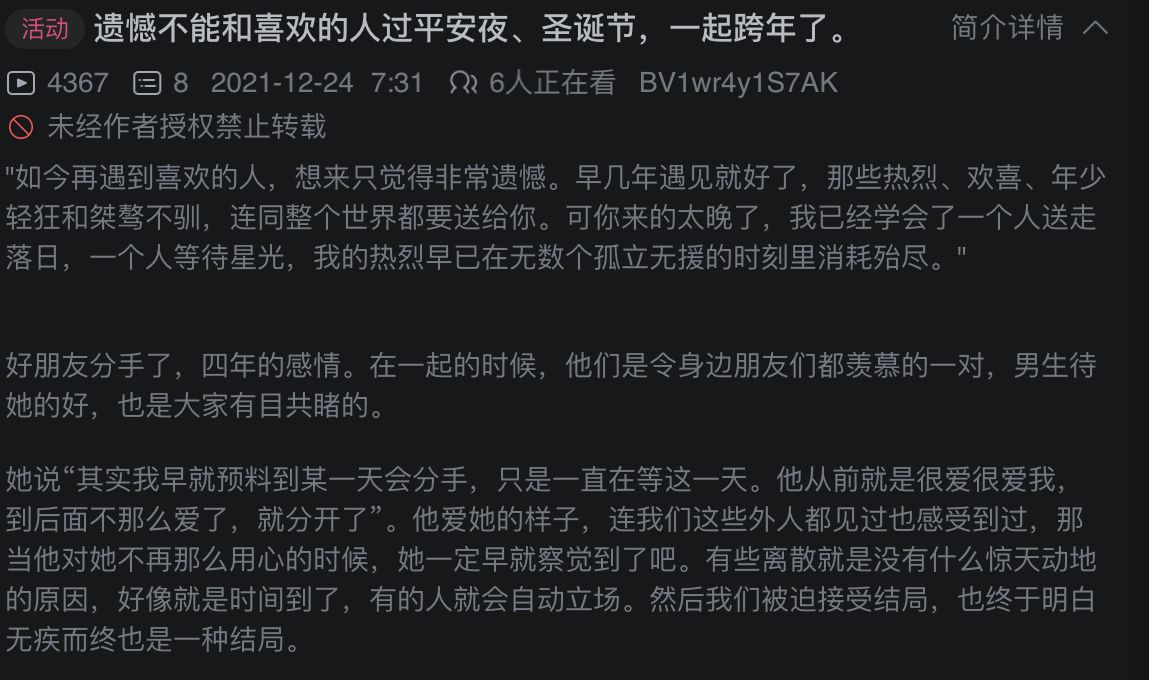 活动 遗憾不能和喜欢的人过平安夜、圣诞节，一起跨年了。 简介详情
4367 8 2021-12-24 7:31 6人正在看 BV1wr4y1S7AK
未经作者授权禁止转载
"如今再遇到喜欢的人，想来只觉得非常遗憾。早几年遇见就好了，那些热烈、欢喜、年少
轻狂和桀骜不驯，连同整个世界都要送给你。可你来的太晚了，我已经学会了一个人送走
落日，一个人等待星光，我的热烈早已在无数个孤立无援的时刻里消耗殆尽。"
好朋友分手了，四年的感情。在一起的时候，他们是令身边朋友们都羡慕的一对，男生待
她的好，也是大家有目共睹的。
她说“其实我早就预料到某一天会分手，只是一直在等这一天。他从前就是很爱很爱我，
到后面不那么爱了，就分开了”。他爱她的样子，连我们这些外人都见过也感受到过，那
当他对她不再那么用心的时候，她一定早就察觉到了吧。有些离散就是没有什么惊天动地
的原因，好像就是时间到了，有的人就会自动立场。然后我们被迫接受结局，也终于明白
无疾而终也是一种结局。